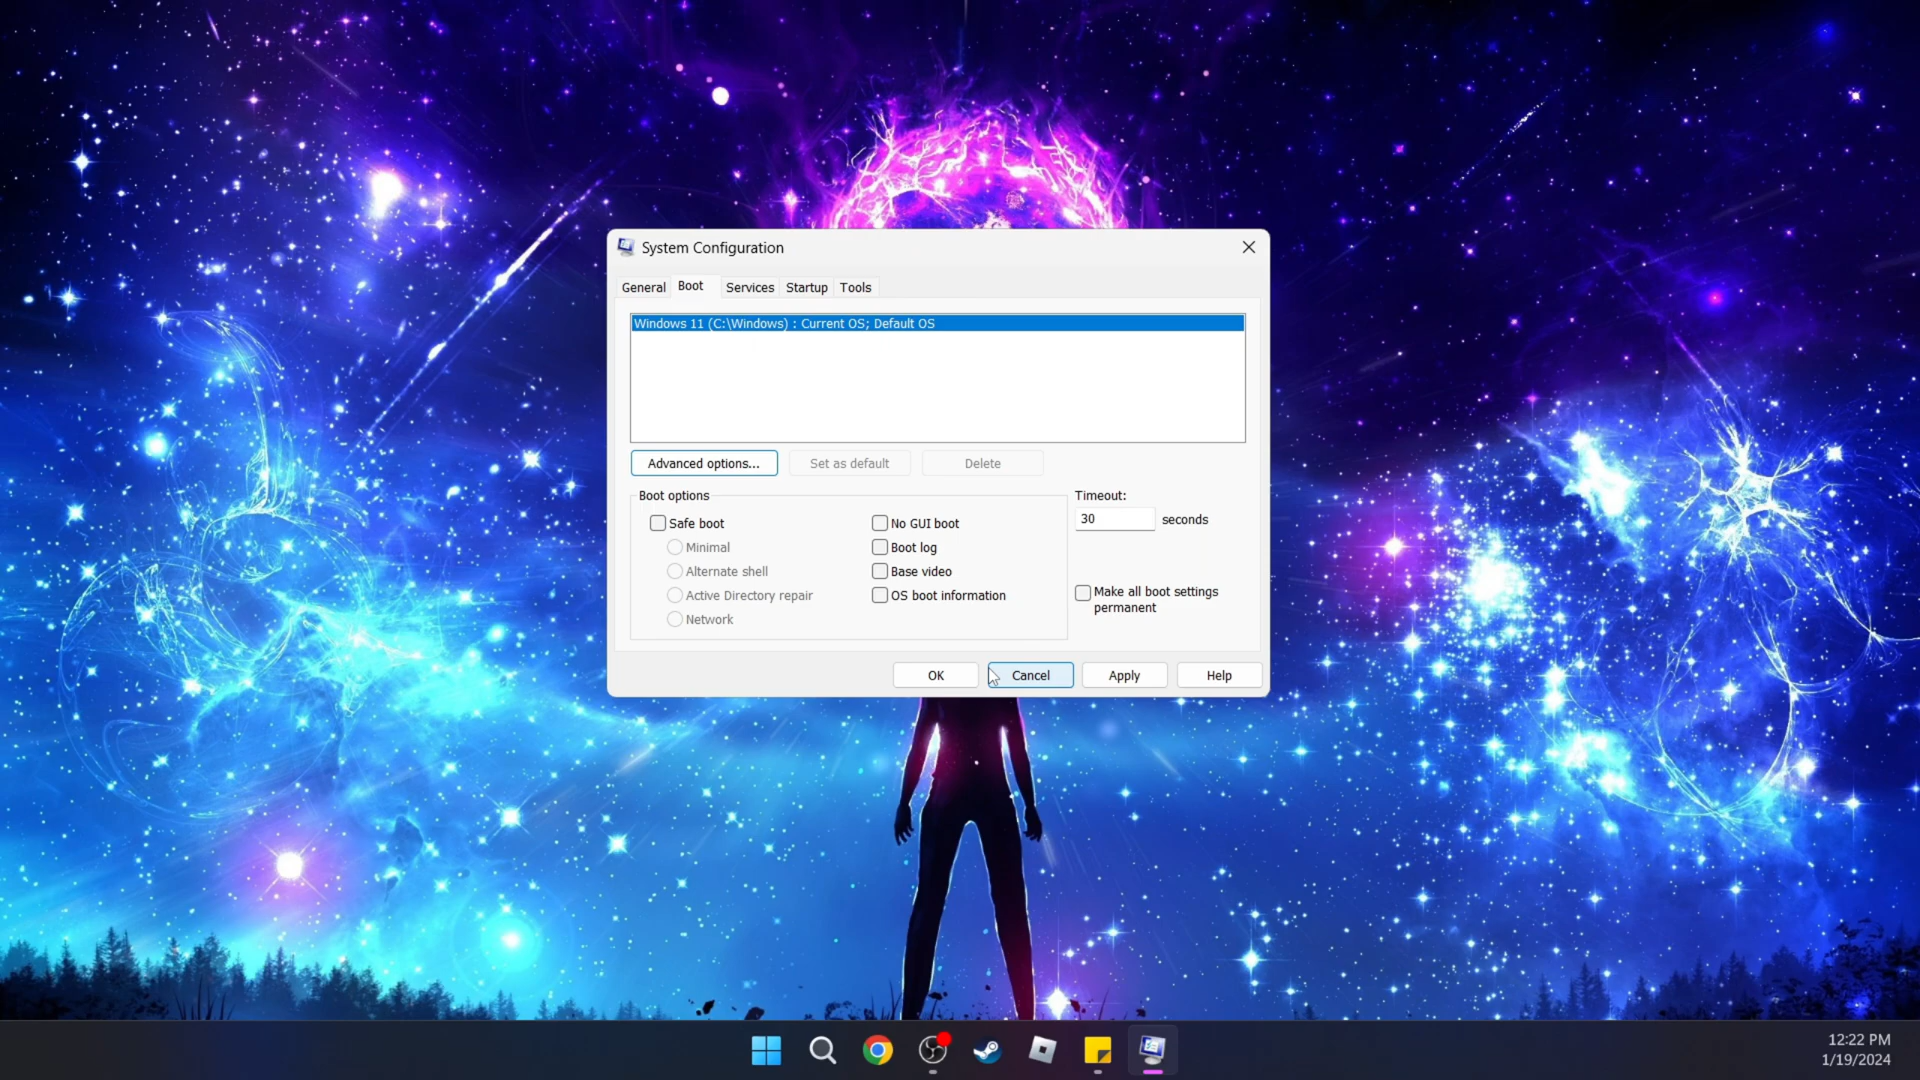 System Configuration
General Boot Services Startup Tools
Windows 11 (C:\Windows) : Current OS; Default OS
Advanced options... Set as default Delete
Boot options
Timeout:
Safe boot
No GUI boot
30 seconds
Minimal
Boot log
Alternate shell
Base video
Active Directory repair
OS boot information
Make all boot settings
permanent
Network
OK Cancel Apply Help
12:22 PM
1/19/2024